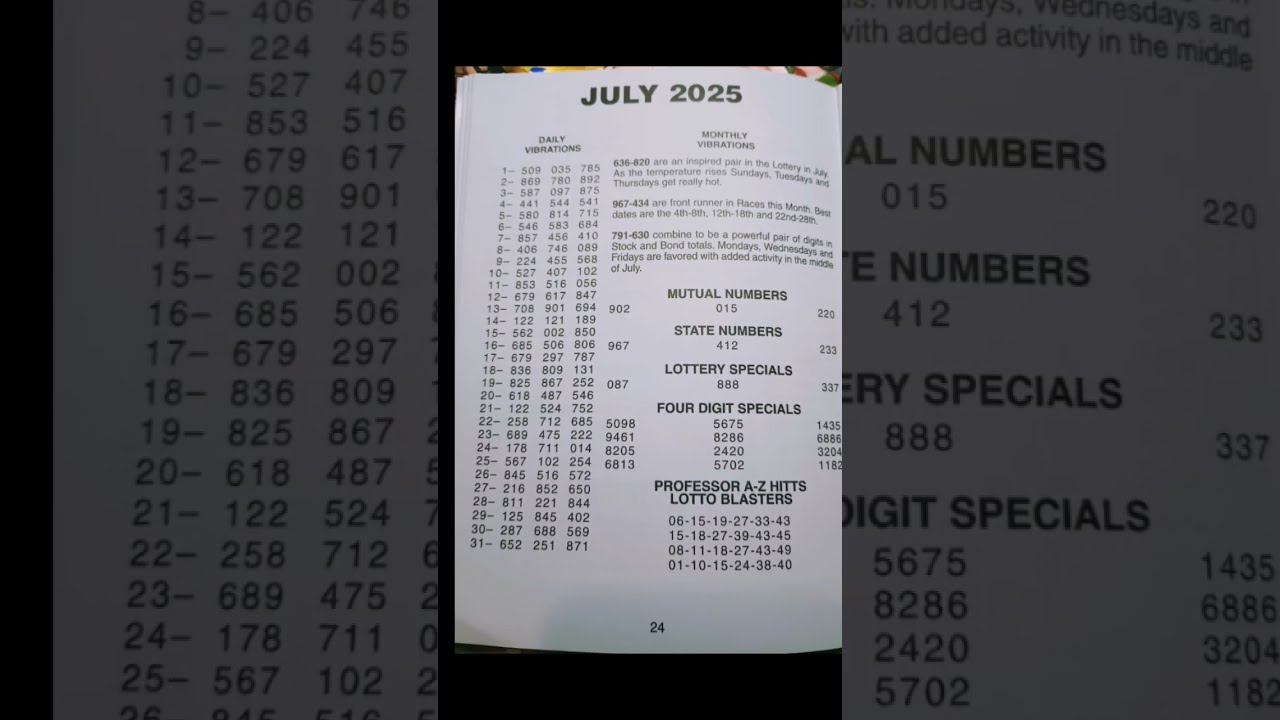 JULY 2025
DAILY
VIBRATIONS
1– 509 035 785
2– 869 780 892
3– 587 097 875
4– 441 544 541
5– 580 814 715
6– 546 583 684
7– 857 456 410
8– 406 746 089
9– 224 455 568
10– 527 407 102
11– 853 516 056
12– 679 617 847
13– 708 901 694
14– 122 121 189
15– 562 002 850
16– 685 506 806
17– 679 297 787
18– 836 809 131
19– 825 867 252
20– 618 487 546
21– 122 524 752
22– 258 712 685
23– 689 475 222
24– 178 711 014
25– 567 102 254
26– 845 516 572
27– 216 852 650
28– 811 221 844
29– 125 845 402
30– 287 688 569
31– 652 251 871
MONTHLY
VIBRATIONS
636-820 are an inspired pair in the Lottery in July.
As the temperature rises Sundays, Tuesdays and
Thursdays get really hot.
967-434 are front runner in Races this Month. Best
dates are the 4th-8th, 12th-18th and 22nd-28th.
791-630 combine to be a powerful pair of digits in
Stock and Bond totals. Mondays, Wednesdays and
Fridays are favored with added activity in the middle
of July.
MUTUAL NUMBERS
902 015 220
STATE NUMBERS
967 412 233
LOTTERY SPECIALS
087 888 337
FOUR DIGIT SPECIALS
5098 5675 1435
9461 8286 6886
8205 2420 3204
6813 5702 1182
PROFESSOR A-Z HITTS
LOTTO BLASTERS
06-15-19-27-33-43
15-18-27-39-43-45
08-11-18-27-43-49
01-10-15-24-38-40
24